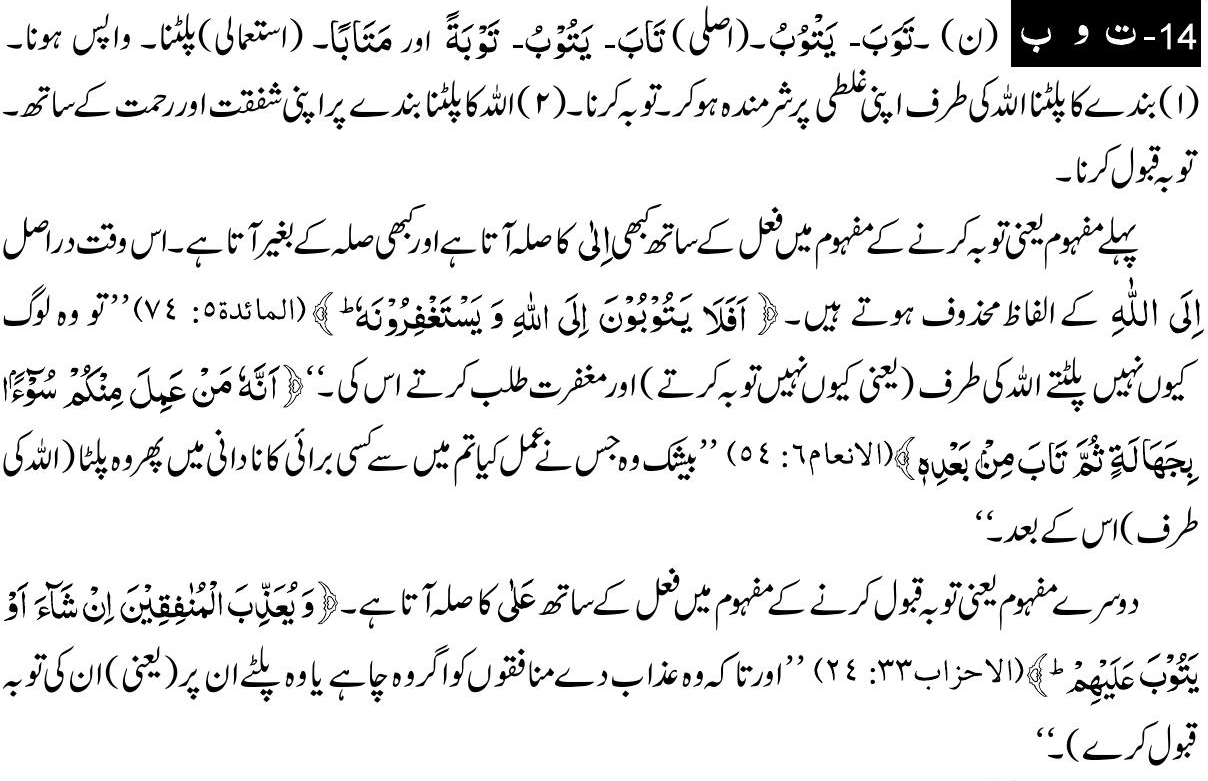 14- ت و ب (ن) ۔تَوَبَ۔ یَتْوُبُ۔(اصلی) تَابَ۔ یَتُوْبُ۔ تَوْبَةً اور مَتَابًا۔ (استعمالی)پلٹنا۔ واپس ہونا۔
(۱)بندے کا پلٹنا اللہ کی طرف اپنی غلطی پر شرمندہ ہوکر۔توبہ کرنا۔(۲)اللہ کا پلٹنا بندے پر اپنی شفقت اور رحمت کے ساتھ۔
توبہ قبول کرنا۔
پہلے مفہوم یعنی توبہ کرنے کے مفہوم میں فعل کے ساتھ کبھی اِلٰی کا صلہ آتا ہے اور کبھی صلہ کے بغیر آتا ہے۔اس وقت دراصل
اِلَی اللّٰہِ کے الفاظ محذوف ہوتے ہیں۔﴿ اَفَلَا یَتُوْبُوْنَ اِلَی اللّٰہِ وَ یَسْتَغْفِرُوْنَہٗ ؕ ﴾ (المائدة٥: ٧٤)’’تو وہ لوگ
کیوں نہیں پلٹتے اللہ کی طرف (یعنی کیوں نہیں توبہ کرتے)اور مغفرت طلب کرتے اس کی۔‘‘﴿ اَنَّہٗ مَنْ عَمِلَ مِنْکُمْ سُوْٓءًۢا
بِجَهَالَةٍ ثُمَّ تَابَ مِنْۢ بَعْدِہٖ ﴾(الانعام٦: ٥٤) ’’بیشک وہ جس نے عمل کیا تم میں سے کسی برائی کا نادانی میں پھر وہ پلٹا (اللہ کی
طرف)اس کے بعد۔‘‘
دوسرے مفہوم یعنی توبہ قبول کرنے کے مفہوم میں فعل کے ساتھ عَلٰی کا صلہ آتا ہے۔﴿ وَ یُعَذِّبَ الْمُنٰفِقِیْنَ اِنْ شَآءَ اَوْ
یَتُوْبَ عَلَیْهِمْ ؕ ﴾(الاحزاب٣٣: ٢٤) ’’اور تاکہ وہ عذاب دے منافقوں کو اگر وہ چاہے یا وہ پلٹے ان پر (یعنی)ان کی توبہ
قبول کرے)۔‘‘